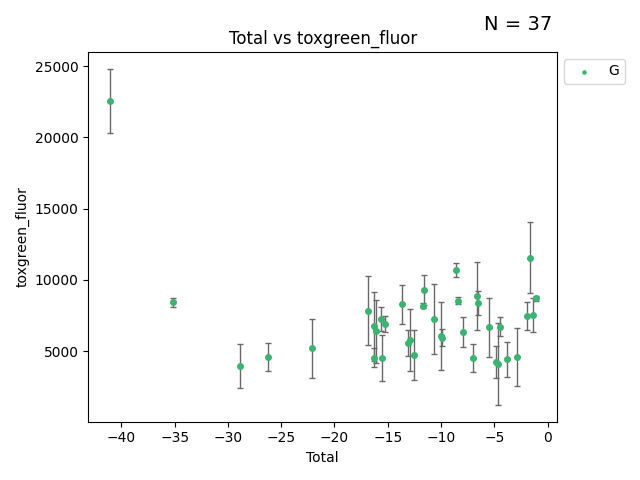 N = 37
Total vs toxgreen_fluor
G
25000
20000
15000
10000
5000
toxgreen_fluor
−40 −35 −30 −25 −20 −15 −10 −5 0
Total